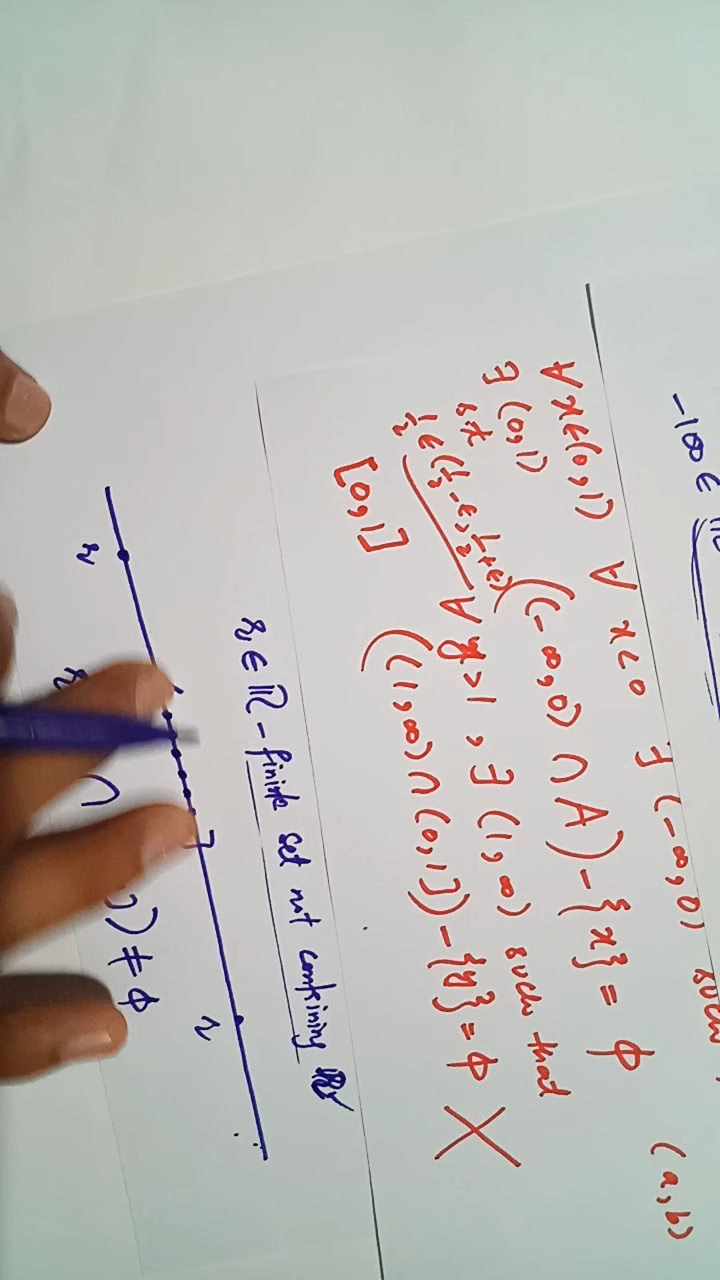 -100 ∈
∀ x<0 ∃ (-∞,0) such
(a,b)
∀ x∈(0,1) ((-∞,0) ∩ A) - {x} = ϕ
∃ (0,1)
s.t
1/2 ∈ (1/2-ε, 1/2+ε)
∀ y>1 , ∃ (1,∞) such that
[0,1] ((1,∞) ∩ (0,1]) - {y} = ϕ X
∈ ℝ - finite set not contsining
∩ ) ≠ ϕ